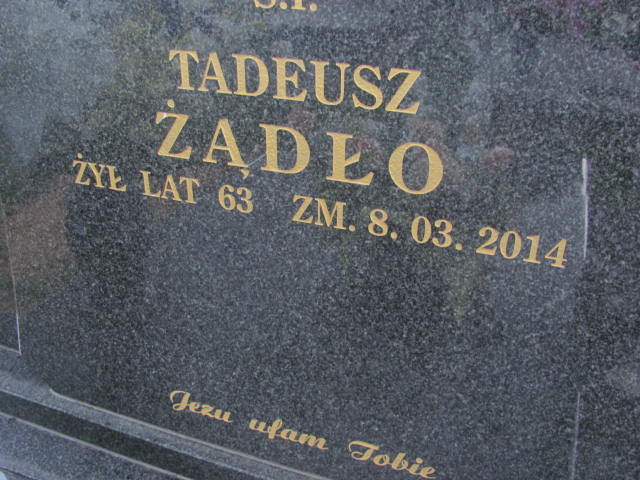 Ś.P.
TADEUSZ
ŻĄDŁO
ŻYŁ LAT 63 ZM. 8. 03. 2014
Jezu ufam Tobie